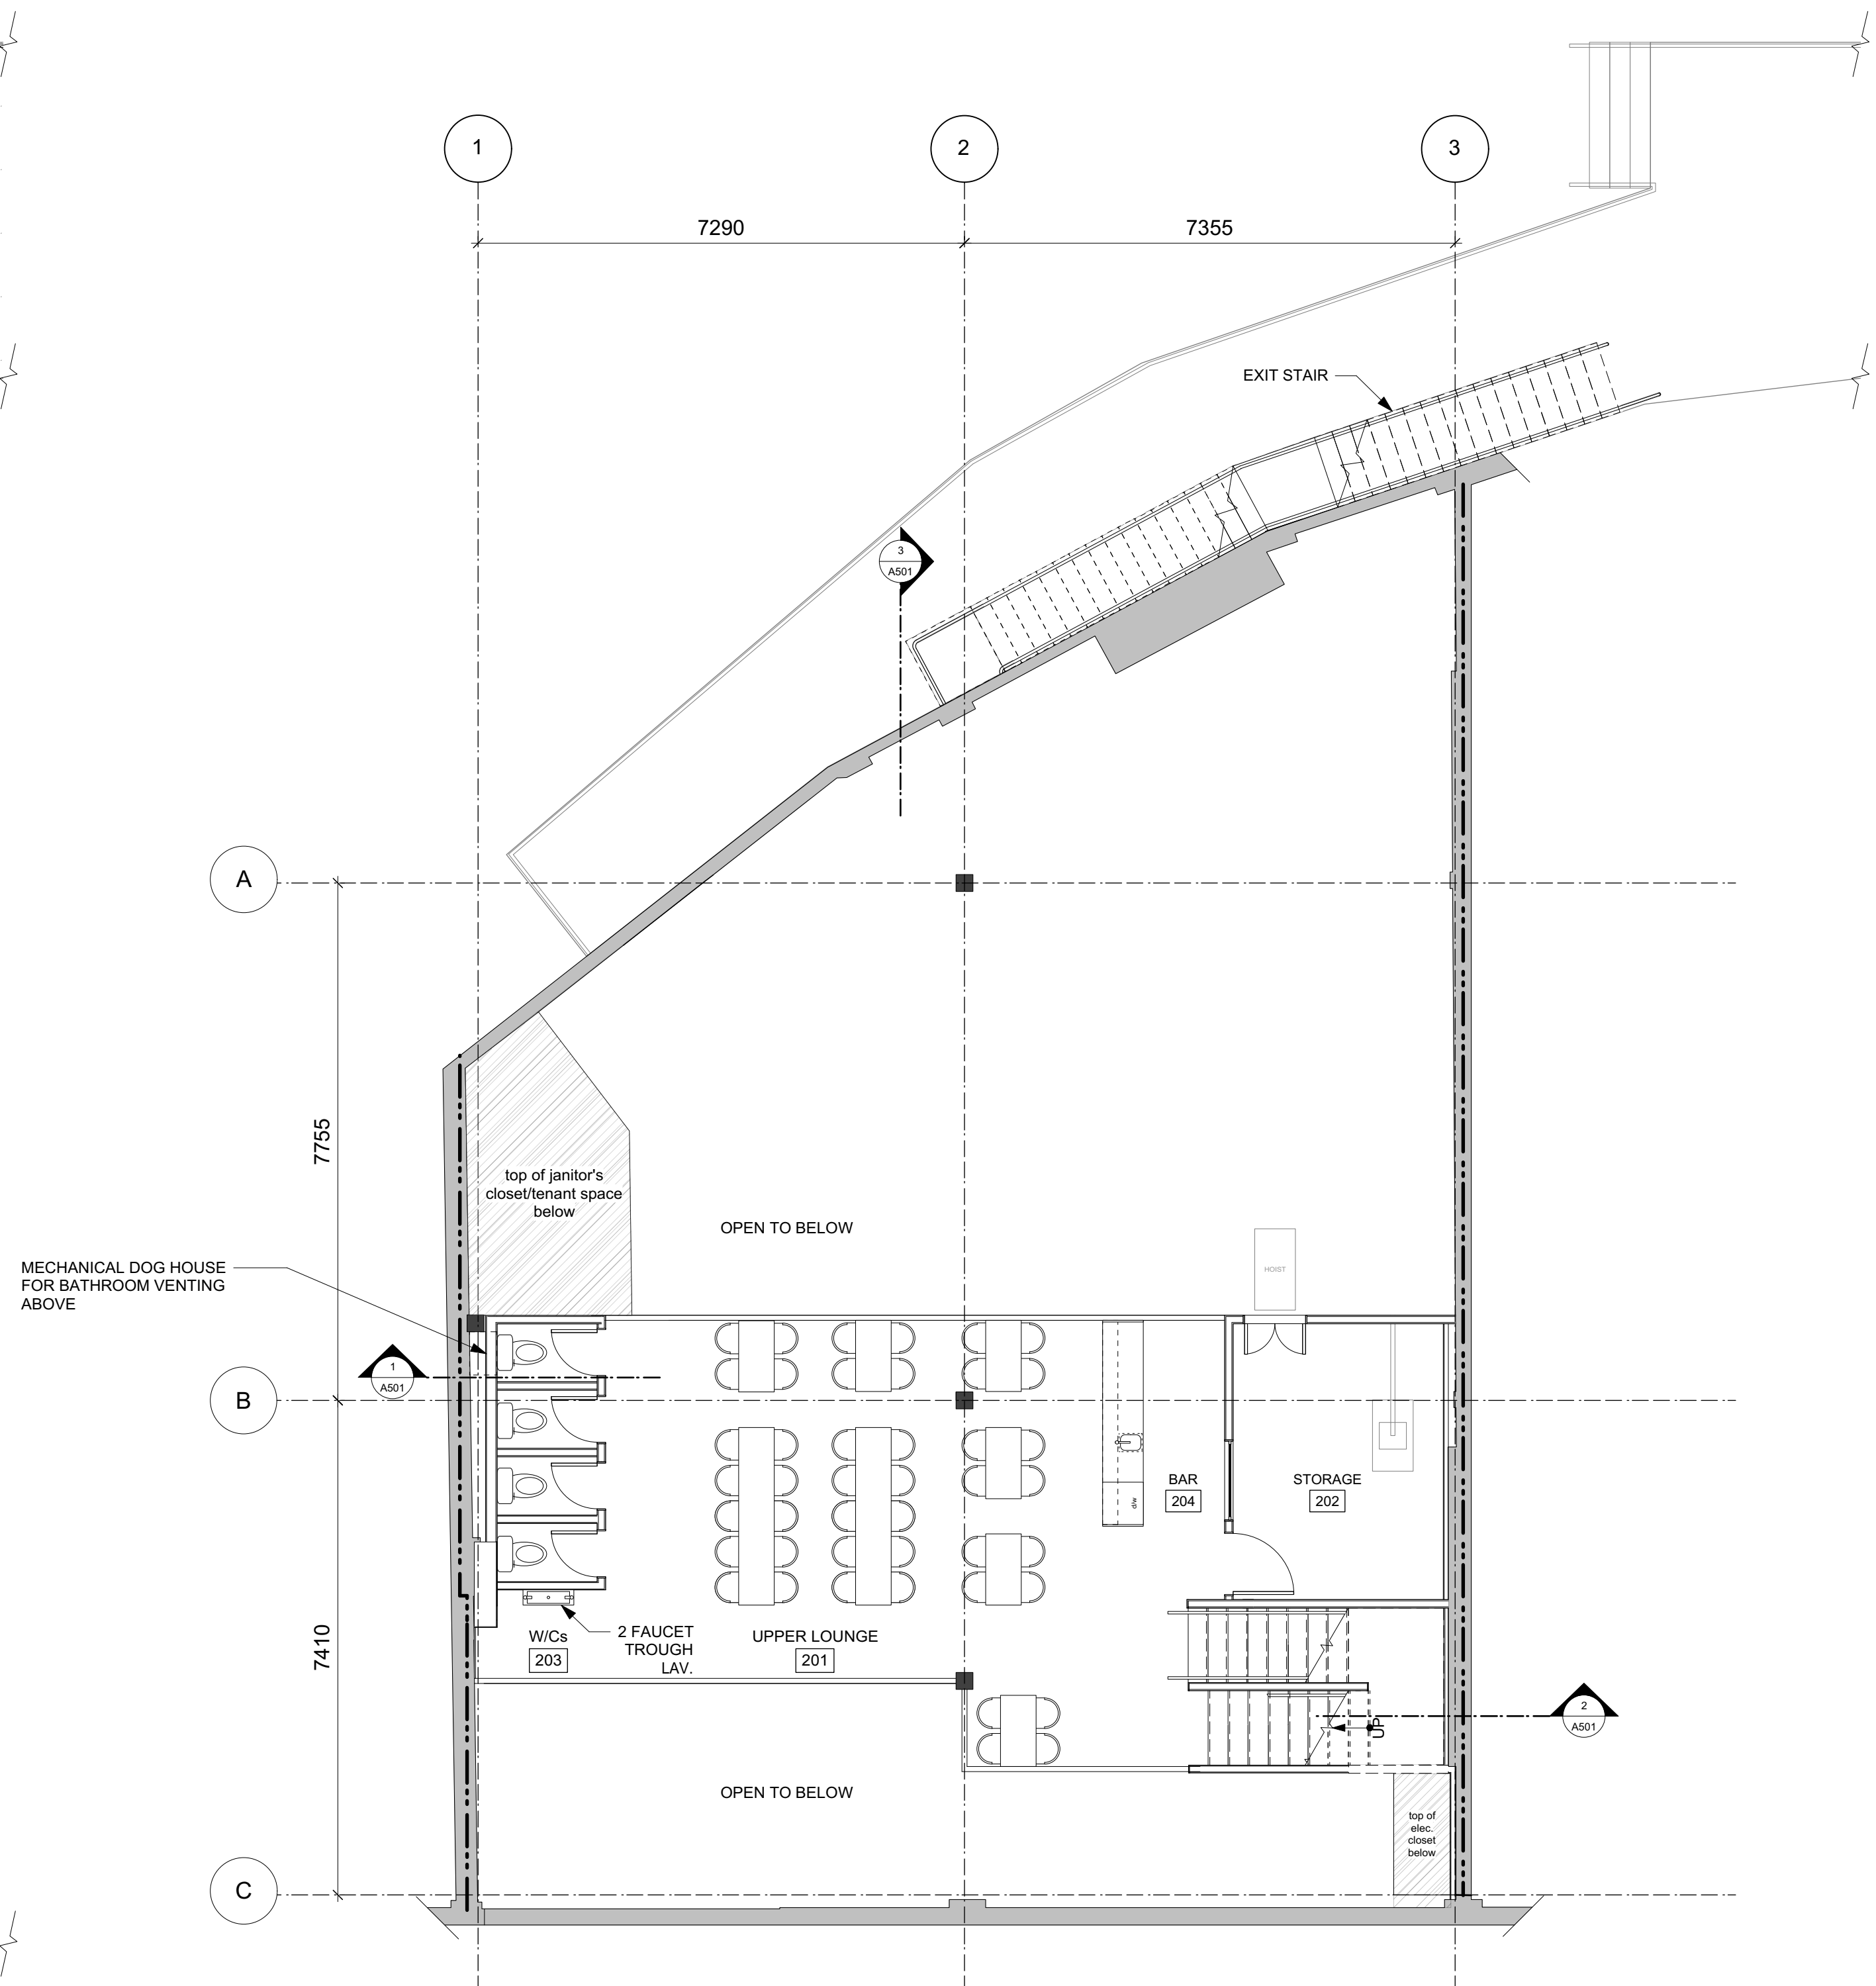 1
2
3
7290
7355
EXIT STAIR
3
A501
A
7755
top of janitor's
closet/tenant space
below
OPEN TO BELOW
MECHANICAL DOG HOUSE
FOR BATHROOM VENTING
ABOVE
HOIST
1
A501
B
BAR
204
STORAGE
202
d/w
7410
W/Cs
203
2 FAUCET
TROUGH
LAV.
UPPER LOUNGE
201
UP
2
A501
OPEN TO BELOW
top of
elec.
closet
below
C